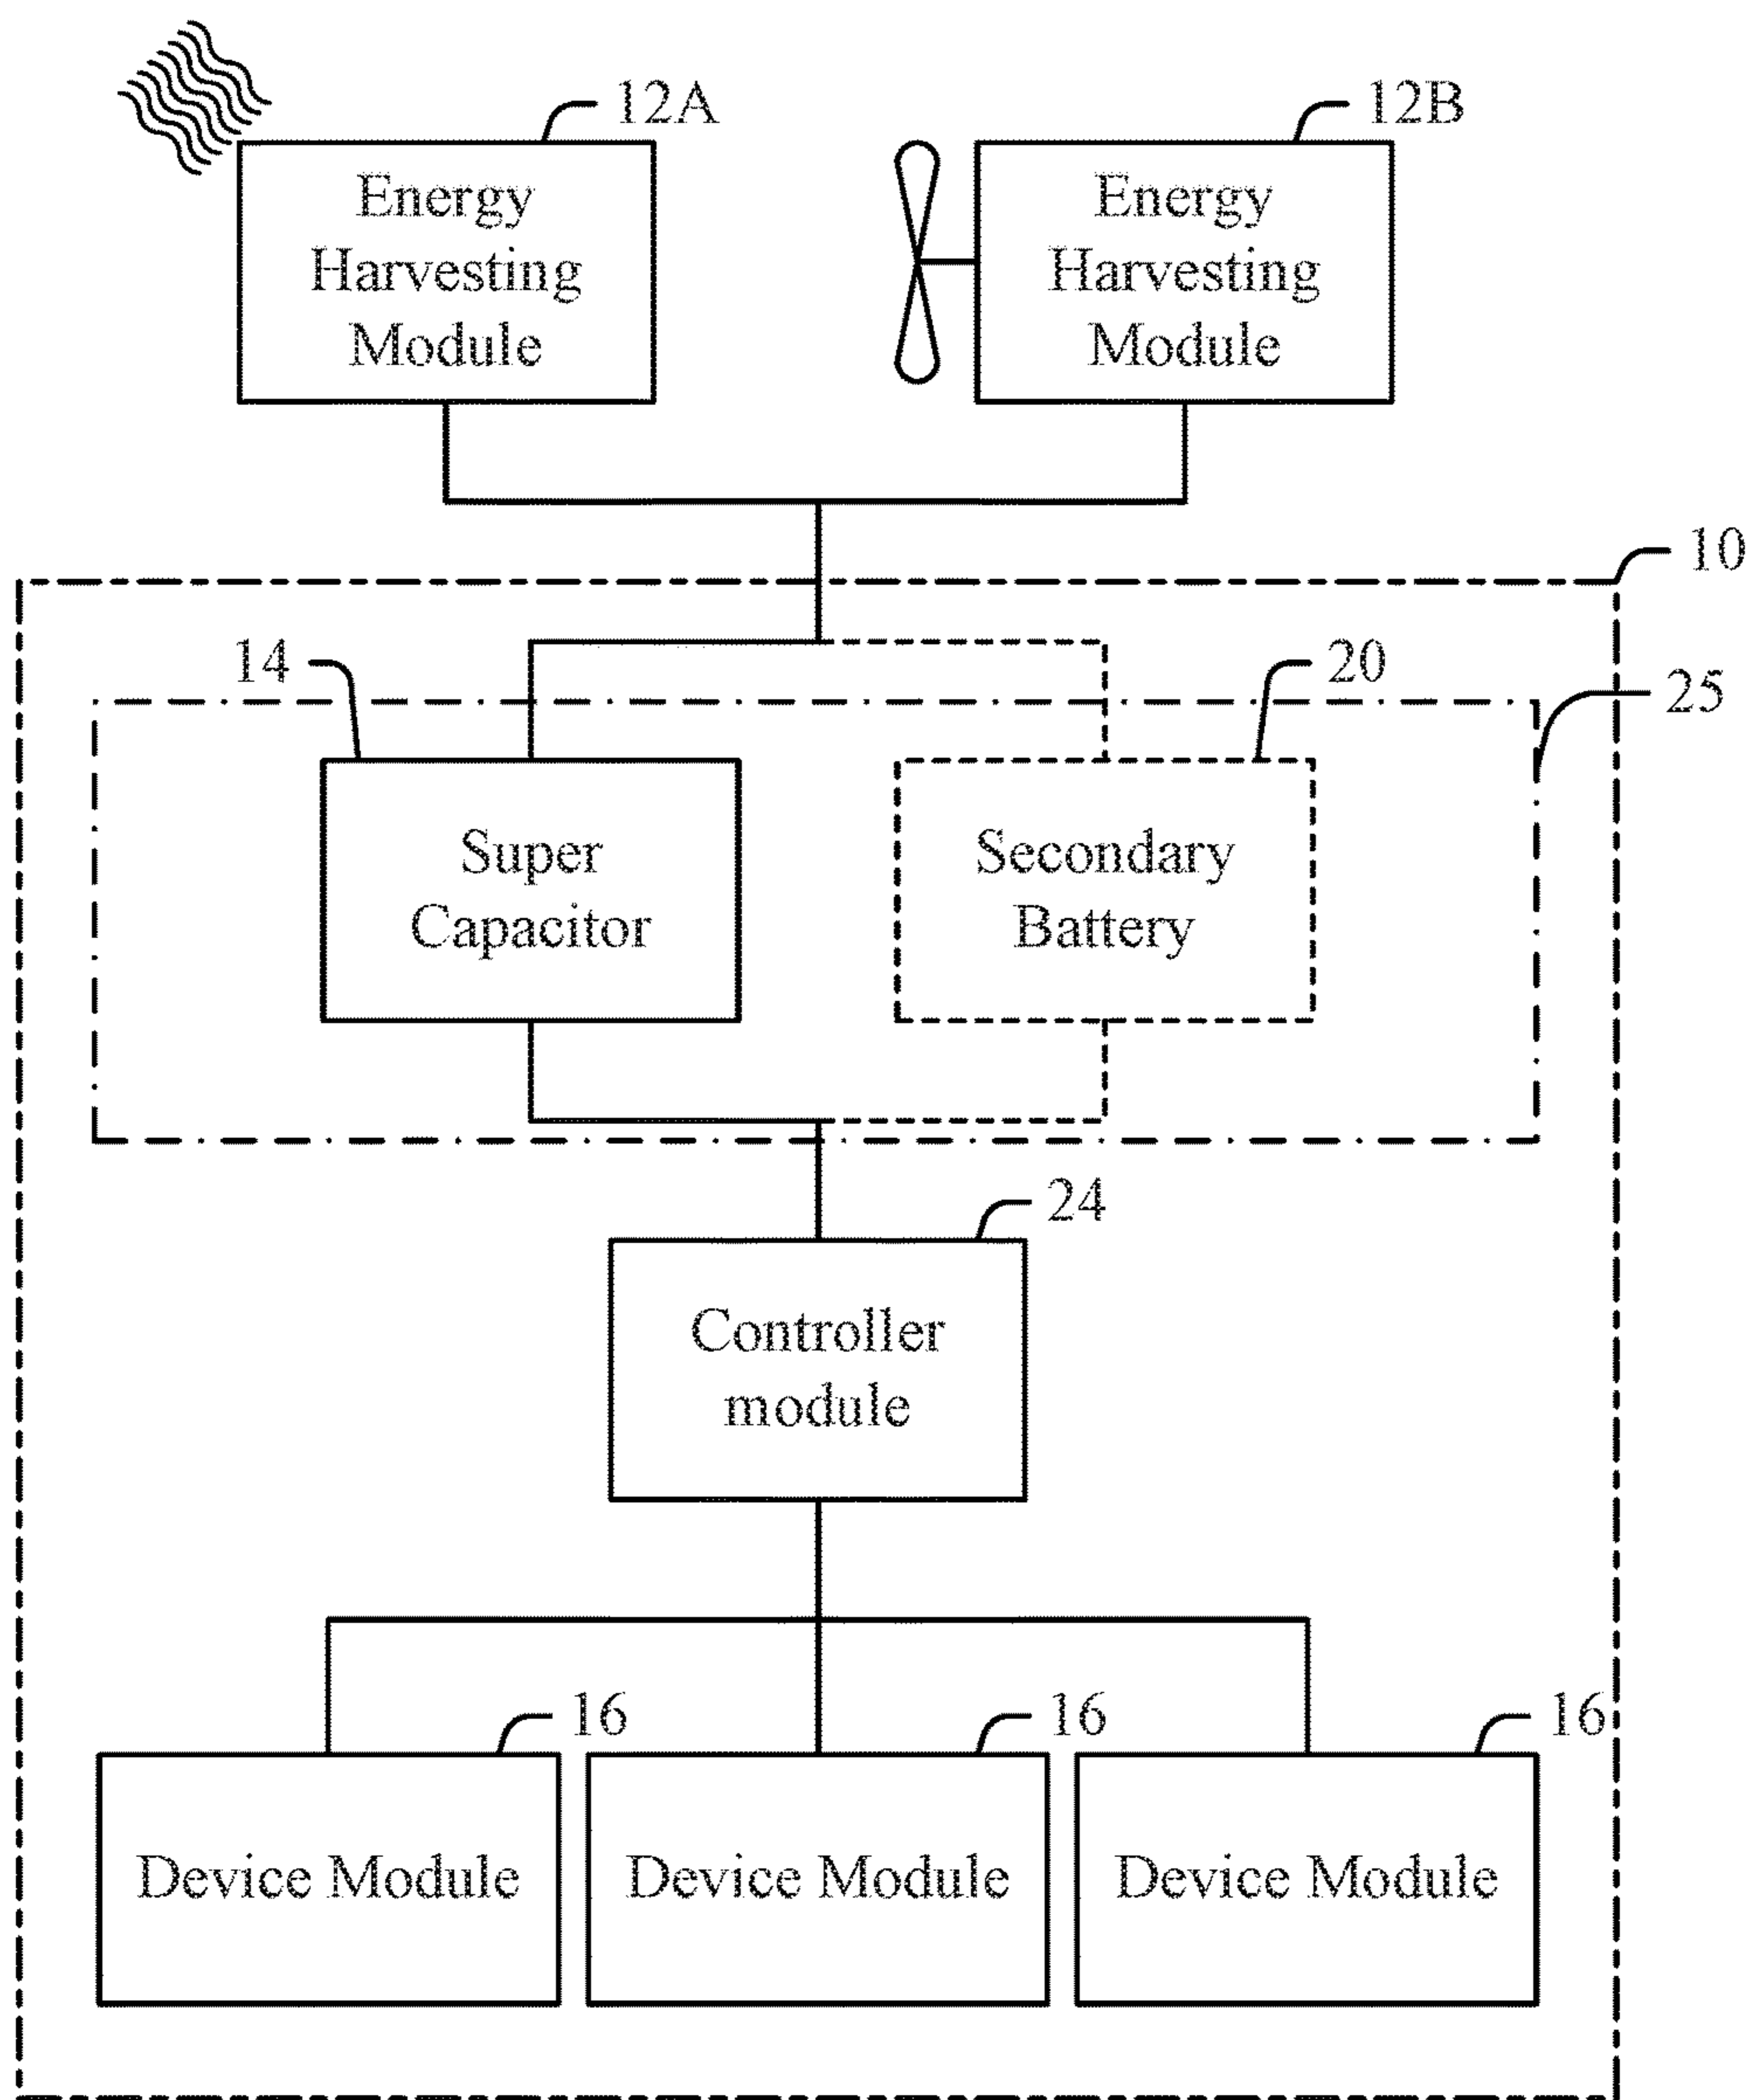 12A
12B
Energy
Harvesting
Module
Energy
Harvesting
Module
10
14
20
25
Super
Capacitor
Secondary
Battery
24
Controller
module
16
16
16
Device Module
Device Module
Device Module